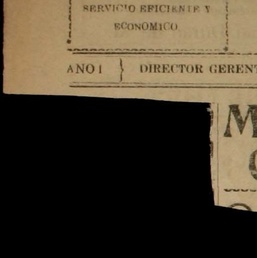 SERVICIO EFICIENTE Y
ECONOMICO
AÑO I } DIRECTOR GERENT
M